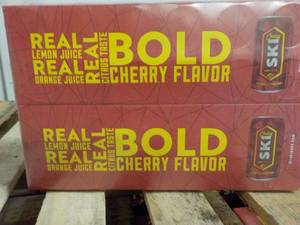 REAL
LEMON JUICE
REAL
ORANGE JUICE
REAL
CITRUS TASTE
BOLD
CHERRY FLAVOR
SKI
REAL
LEMON JUICE
REAL
ORANGE JUICE
REAL
CITRUS TASTE
BOLD
CHERRY FLAVOR
SKI